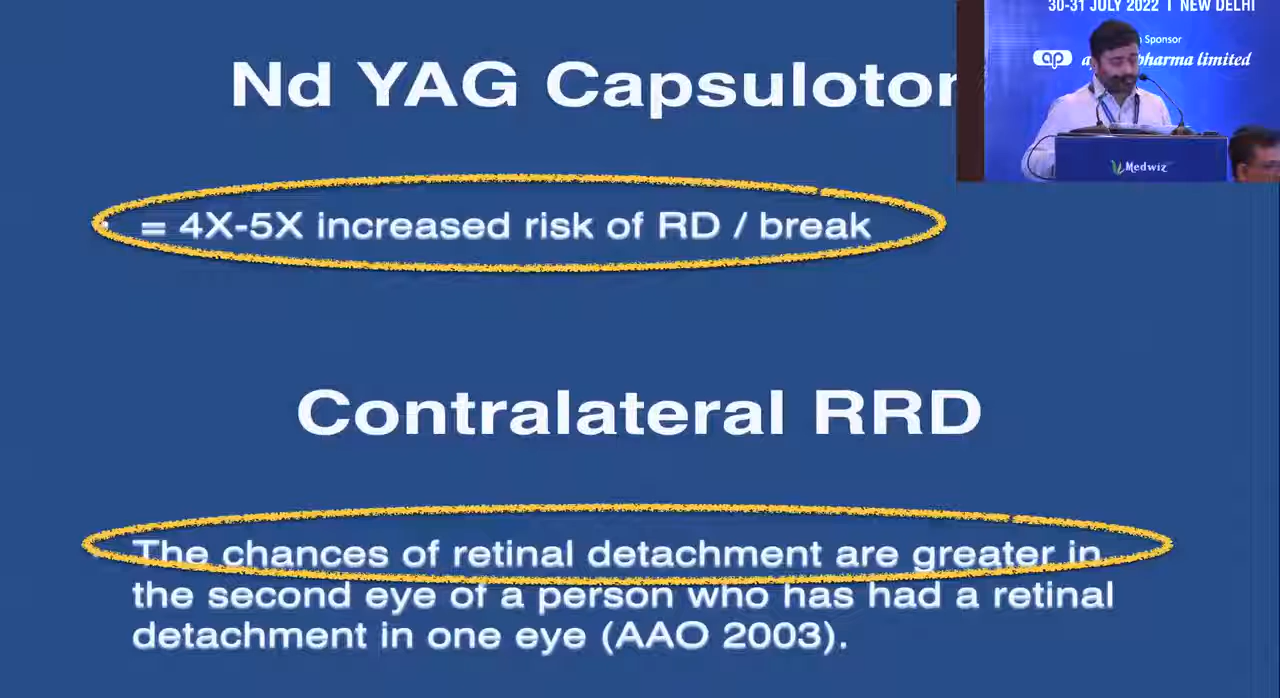 Nd YAG Capsuloton
= 4X-5X increased risk of RD / break
Contralateral RRD
The chances of retinal detachment are greater in
the second eye of a person who has had a retinal
detachment in one eye (AAO 2003).
30-31 JULY 2022 I NEW DELHI
Sponsor
ap
pharma limited
Medwiz